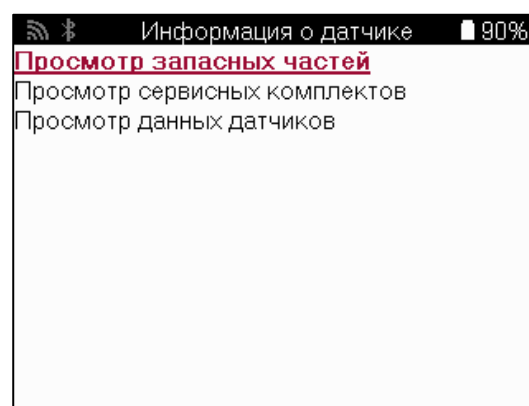 Информация о датчике 90%
Просмотр запасных частей
Просмотр сервисных комплектов
Просмотр данных датчиков